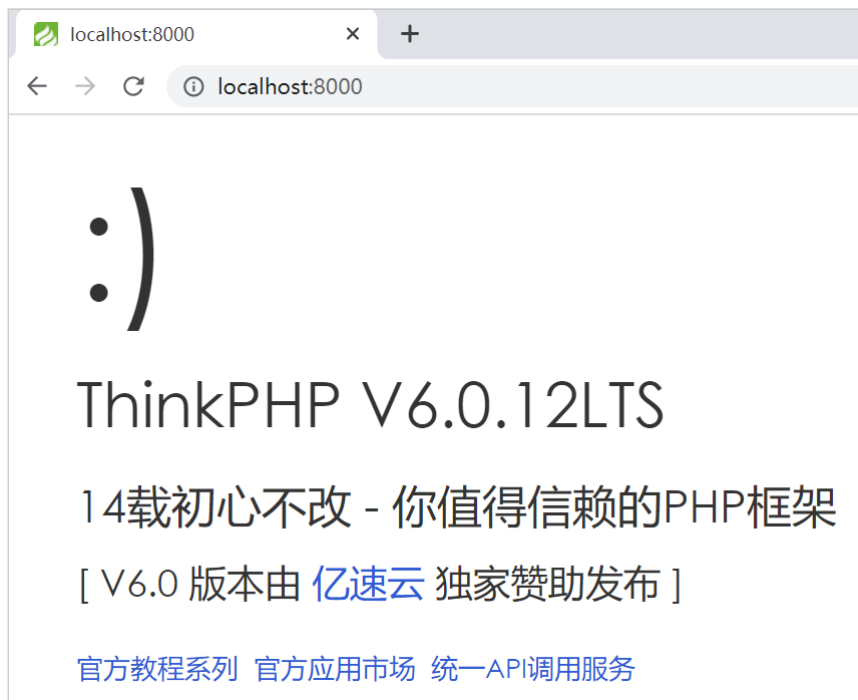 localhost:8000
localhost:8000
:)
ThinkPHP V6.0.12LTS
14载初心不改 - 你值得信赖的PHP框架
[ V6.0 版本由 亿速云 独家赞助发布 ]
官方教程系列 官方应用市场 统一API调用服务